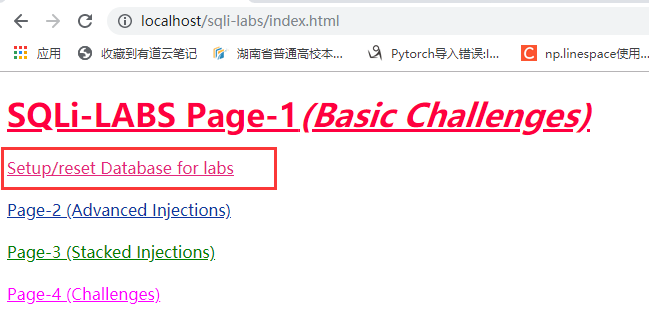 localhost/sqli-labs/index.html
应用 收藏到有道云笔记 湖南省普通高校本... Pytorch导入错误:I... np.linespace使用...
SQLi-LABS Page-1(Basic Challenges)
Setup/reset Database for labs
Page-2 (Advanced Injections)
Page-3 (Stacked Injections)
Page-4 (Challenges)